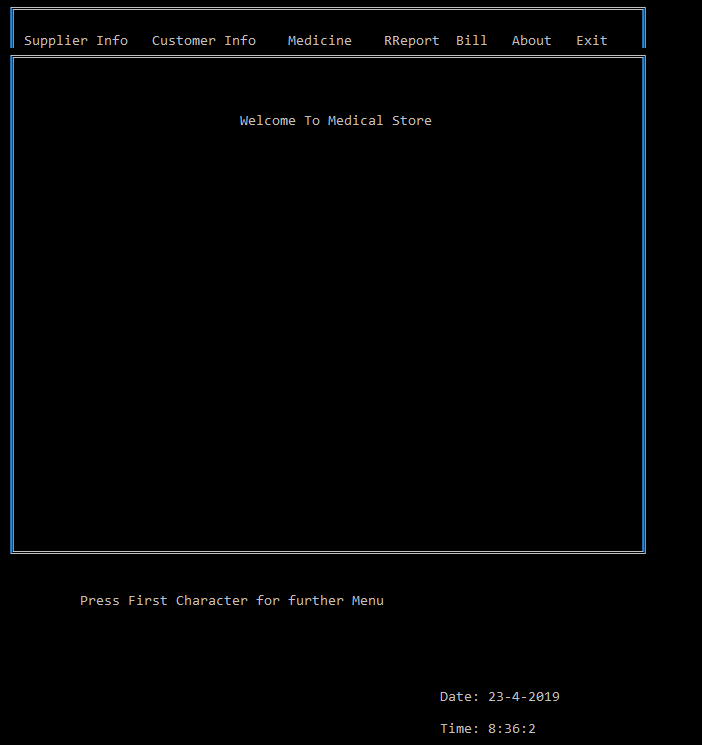 Supplier Info Customer Info Medicine RReport Bill About Exit
Welcome To Medical Store
Press First Character for further Menu
Date: 23-4-2019
Time: 8:36:2